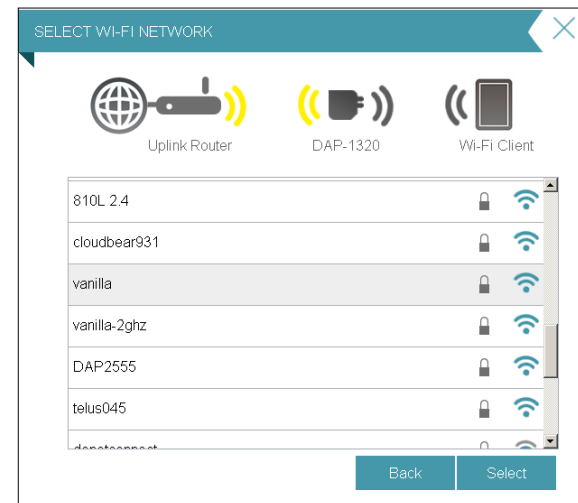 SELECT WI-FI NETWORK
Uplink Router DAP-1320 Wi-Fi Client
810L 2.4
cloudbear931
vanilla
vanilla-2ghz
DAP2555
telus045
Back Select